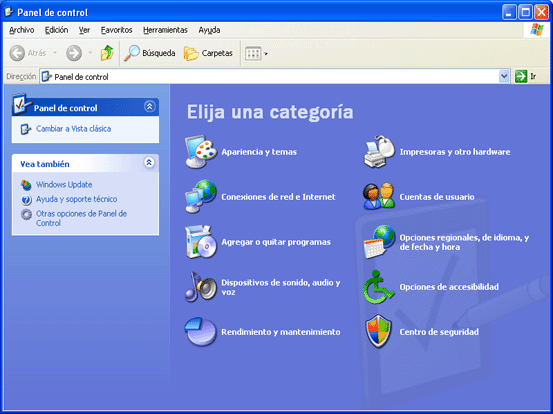 Panel de control
Archivo Edición Ver Favoritos Herramientas Ayuda
Atrás Búsqueda Carpetas
Dirección Panel de control Ir
Panel de control
Cambiar a Vista clásica
Vea también
Windows Update
Ayuda y soporte técnico
Otras opciones de Panel de
Control
Elija una categoría
Apariencia y temas
Impresoras y otro hardware
Conexiones de red e Internet
Cuentas de usuario
Agregar o quitar programas
Opciones regionales, de idioma, y
de fecha y hora
Dispositivos de sonido, audio y
voz
Opciones de accesibilidad
Rendimiento y mantenimiento
Centro de seguridad